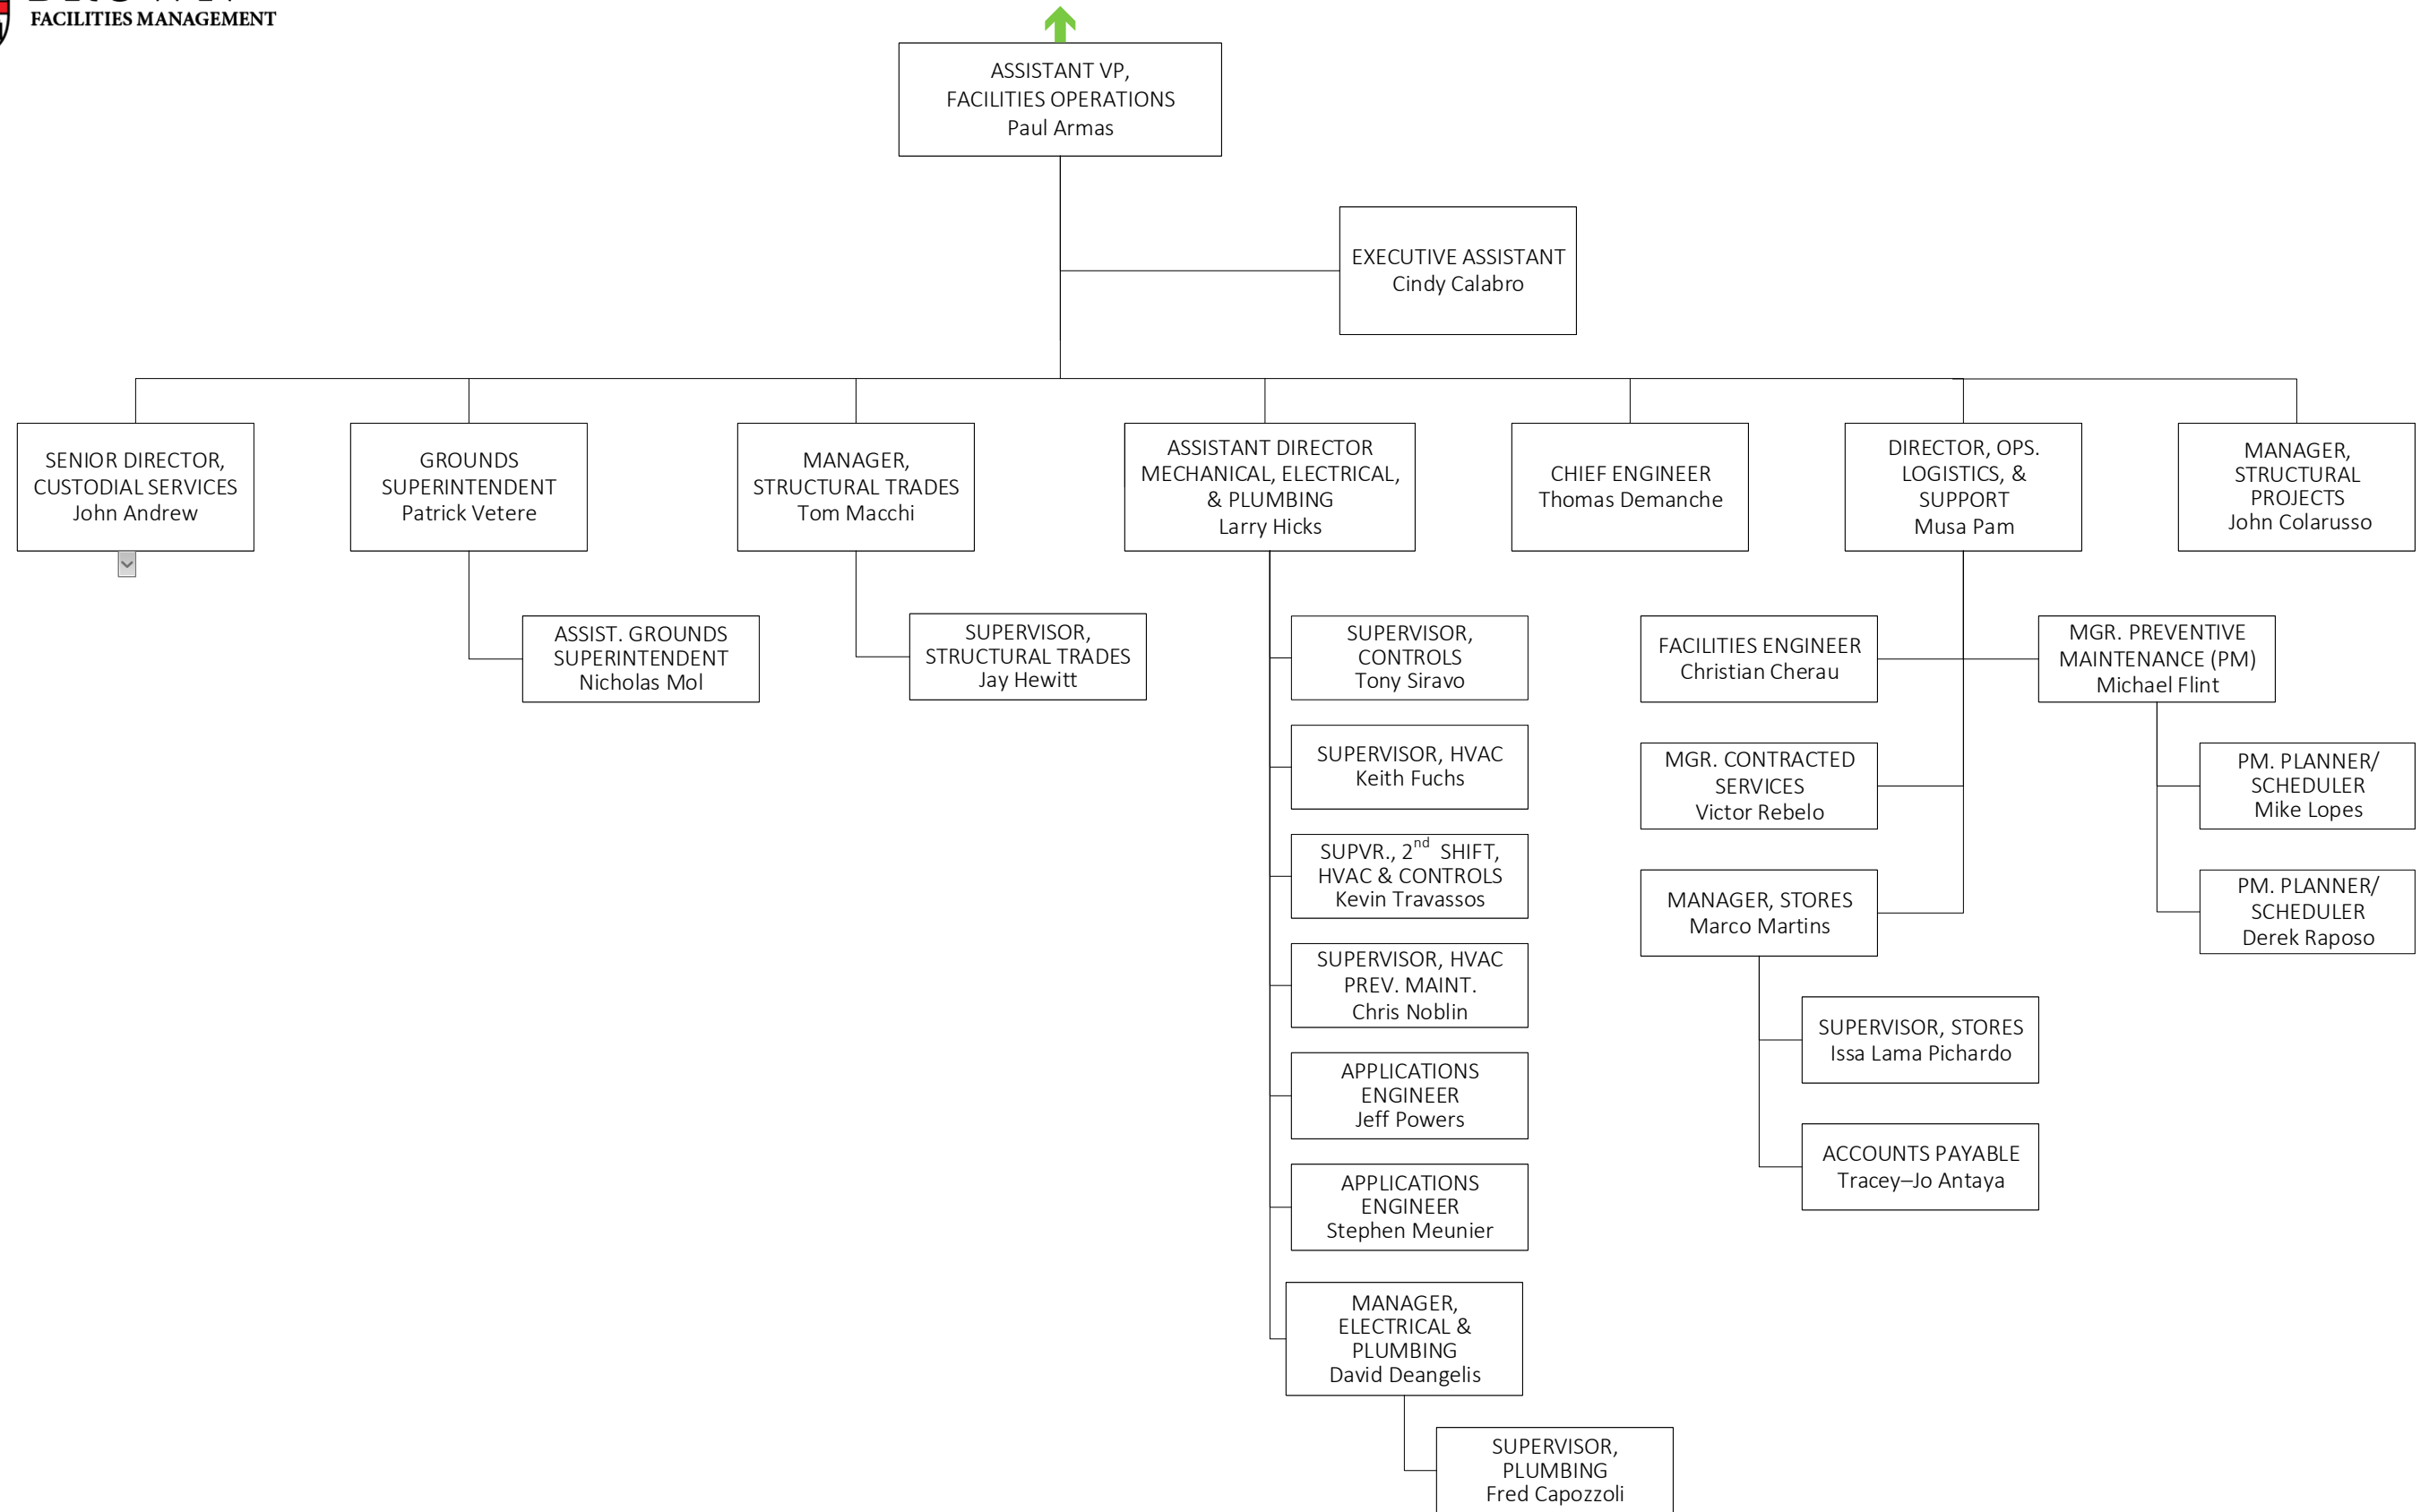 FACILITIES MANAGEMENT
ASSISTANT VP,
FACILITIES OPERATIONS
Paul Armas
EXECUTIVE ASSISTANT
Cindy Calabro
SENIOR DIRECTOR,
CUSTODIAL SERVICES
John Andrew
GROUNDS
SUPERINTENDENT
Patrick Vetere
MANAGER,
STRUCTURAL TRADES
Tom Macchi
ASSISTANT DIRECTOR
MECHANICAL, ELECTRICAL,
& PLUMBING
Larry Hicks
CHIEF ENGINEER
Thomas Demanche
DIRECTOR, OPS.
LOGISTICS, &
SUPPORT
Musa Pam
MANAGER,
STRUCTURAL
PROJECTS
John Colarusso
ASSIST. GROUNDS
SUPERINTENDENT
Nicholas Mol
SUPERVISOR,
STRUCTURAL TRADES
Jay Hewitt
SUPERVISOR,
CONTROLS
Tony Siravo
SUPERVISOR, HVAC
Keith Fuchs
SUPVR., 2nd SHIFT,
HVAC & CONTROLS
Kevin Travassos
SUPERVISOR, HVAC
PREV. MAINT.
Chris Noblin
APPLICATIONS
ENGINEER
Jeff Powers
APPLICATIONS
ENGINEER
Stephen Meunier
MANAGER,
ELECTRICAL &
PLUMBING
David Deangelis
SUPERVISOR,
PLUMBING
Fred Capozzoli
FACILITIES ENGINEER
Christian Cherau
MGR. CONTRACTED
SERVICES
Victor Rebelo
MANAGER, STORES
Marco Martins
SUPERVISOR, STORES
Issa Lama Pichardo
ACCOUNTS PAYABLE
Tracey–Jo Antaya
MGR. PREVENTIVE
MAINTENANCE (PM)
Michael Flint
PM. PLANNER/
SCHEDULER
Mike Lopes
PM. PLANNER/
SCHEDULER
Derek Raposo